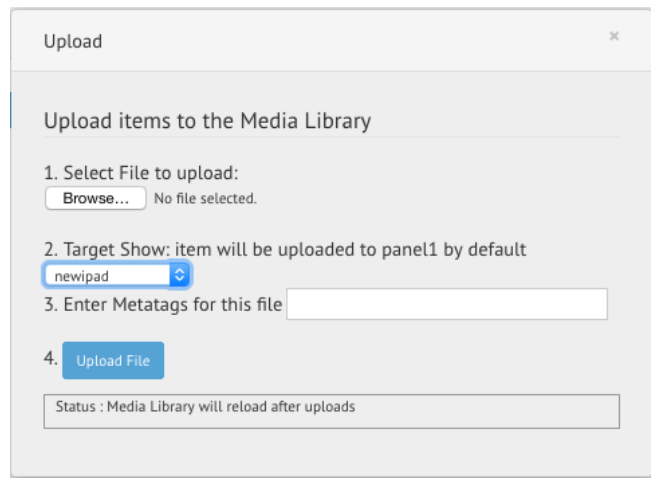 Upload ×
Upload items to the Media Library
1. Select File to upload:
Browse... No file selected.
2. Target Show: item will be uploaded to panel1 by default
newipad
3. Enter Metatags for this file
4. Upload File
Status : Media Library will reload after uploads